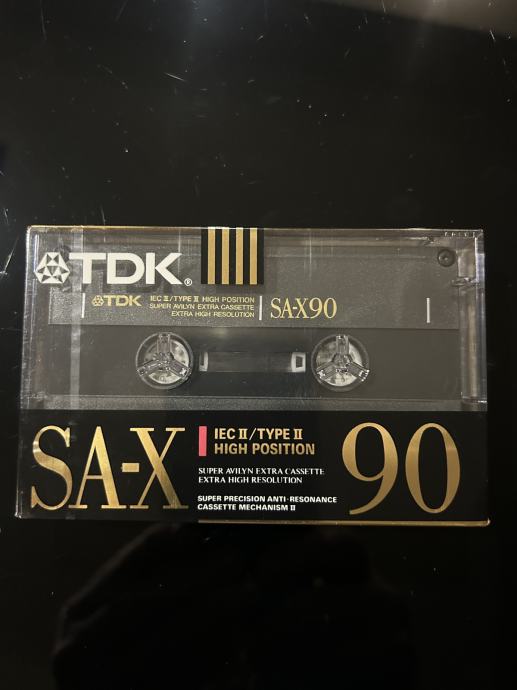 TDK®
TDK
IEC II/TYPE II HIGH POSITION
SUPER AVILYN EXTRA CASSETTE
EXTRA HIGH RESOLUTION
SA-X90
SA-X
IEC II/TYPE II
HIGH POSITION
SUPER AVILYN EXTRA CASSETTE
EXTRA HIGH RESOLUTION
SUPER PRECISION ANTI-RESONANCE
CASSETTE MECHANISM II
90